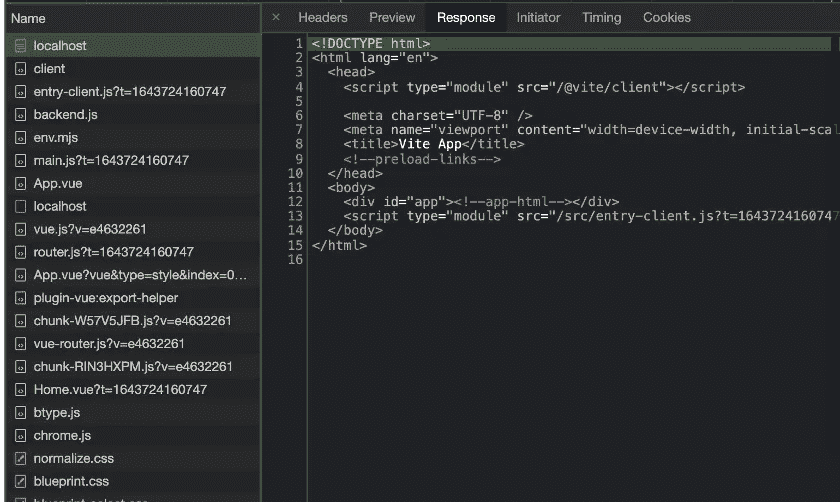 Name
localhost
client
entry-client.js?t=1643724160747
backend.js
env.mjs
main.js?t=1643724160747
App.vue
localhost
vue.js?v=e4632261
router.js?t=1643724160747
App.vue?vue&type=style&index=0...
plugin-vue:export-helper
chunk-W57V5JFB.js?v=e4632261
vue-router.js?v=e4632261
chunk-RIN3HXPM.js?v=e4632261
Home.vue?t=1643724160747
btype.js
chrome.js
normalize.css
blueprint.css
× Headers Preview Response Initiator Timing Cookies
1 <!DOCTYPE html>
2 <html lang="en">
3 <head>
4 <script type="module" src="/@vite/client"></script>
5
6 <meta charset="UTF-8" />
7 <meta name="viewport" content="width=device-width, initial-scal
8 <title>Vite App</title>
9 <!--preload-links-->
10 </head>
11 <body>
12 <div id="app"><!--app-html--></div>
13 <script type="module" src="/src/entry-client.js?t=1643724160747
14 </body>
15 </html>
16